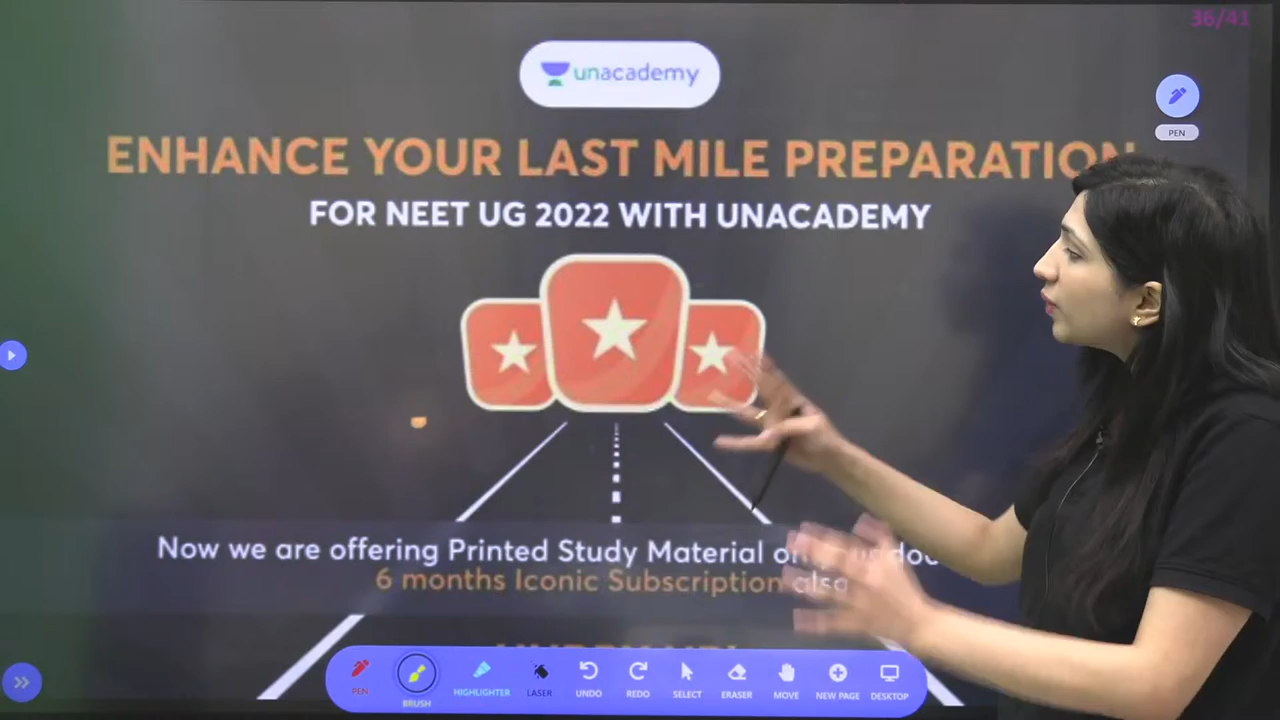 36/41
unacademy
PEN
ENHANCE YOUR LAST MILE PREPARATION
FOR NEET UG 2022 WITH UNACADEMY
Now we are offering Printed Study Material on
6 months Iconic Subscription also
PEN
BRUSH
HIGHLIGHTER
LASER
UNDO
REDO
SELECT
ERASER
MOVE
NEW PAGE
DESKTOP